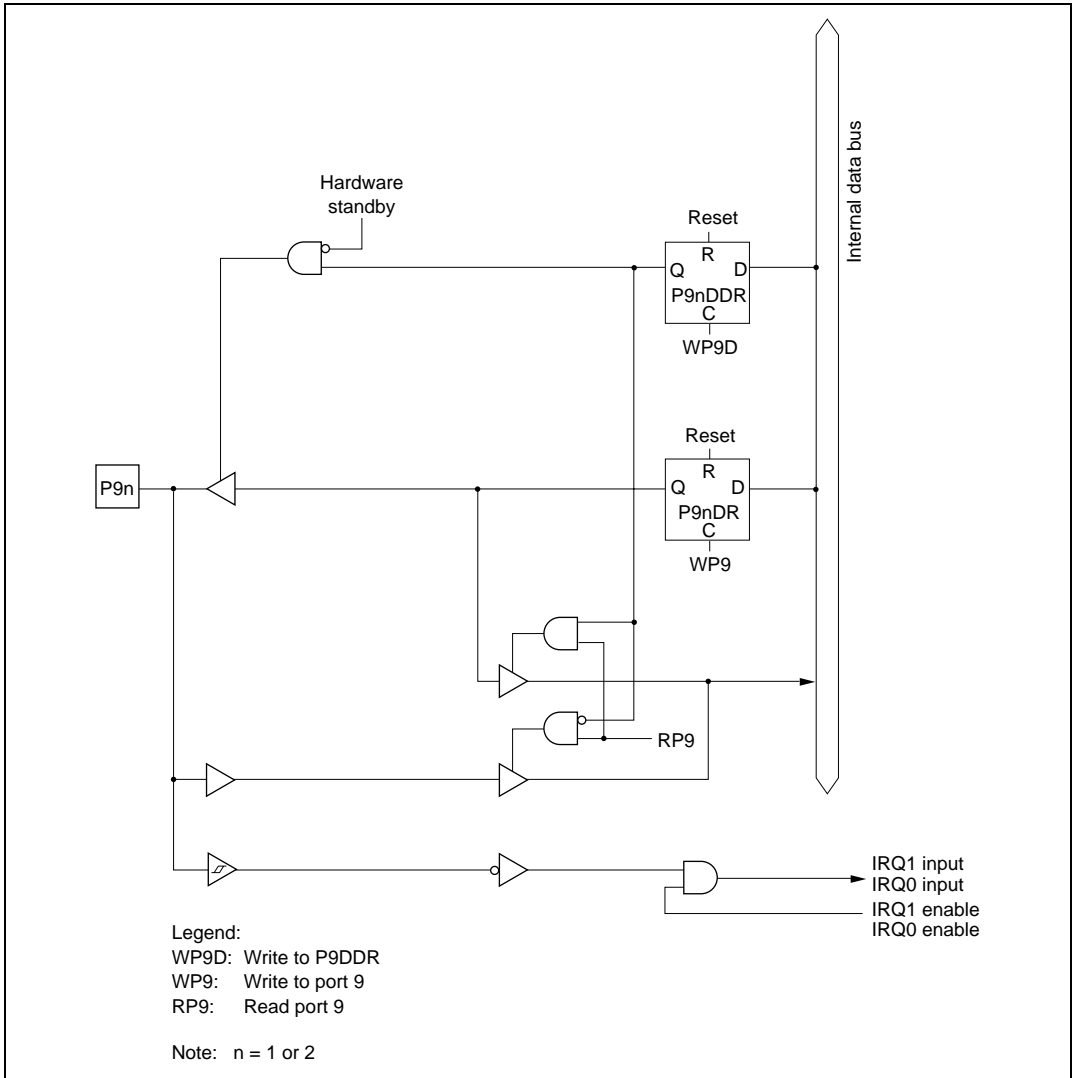 Hardware
standby
Internal data bus
Reset
R
Q D
P9nDDR
C
WP9D
Reset
R
P9n
Q D
P9nDR
C
WP9
RP9
IRQ1 input
IRQ0 input
IRQ1 enable
IRQ0 enable
Legend:
WP9D: Write to P9DDR
WP9: Write to port 9
RP9: Read port 9
Note: n = 1 or 2